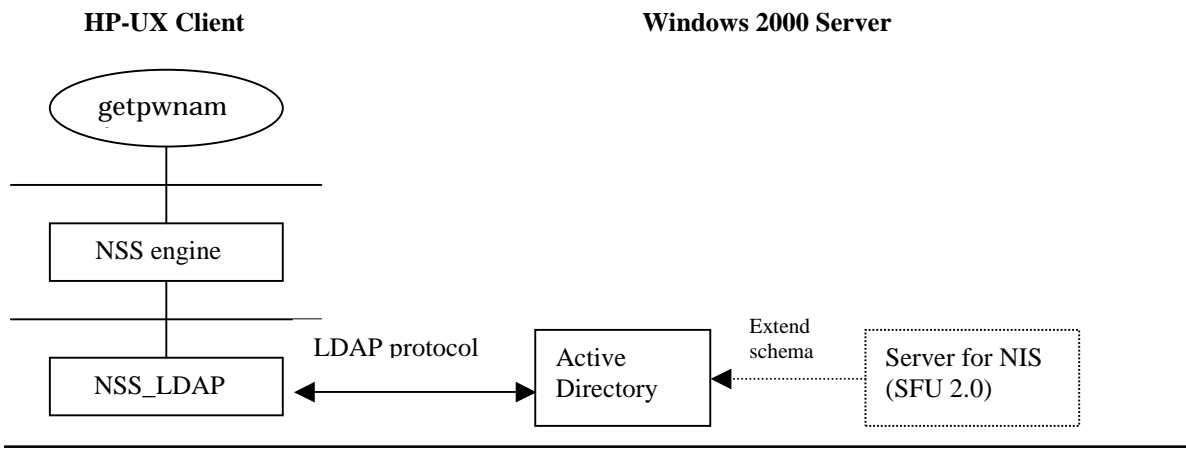 HP-UX Client
Windows 2000 Server
getpwnam
NSS engine
NSS_LDAP
LDAP protocol
Active
Directory
Extend
schema
Server for NIS
(SFU 2.0)